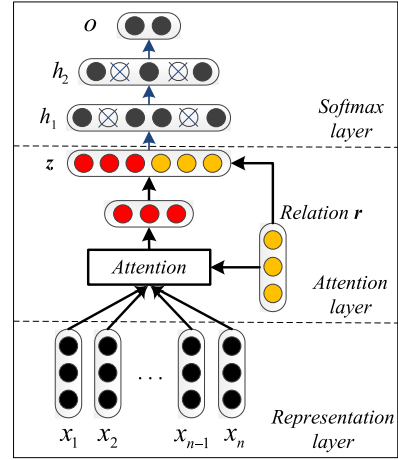 o
h₂
h₁
Softmax
layer
z
Relation r
Attention
Attention
layer
x₁ x₂ ... xₙ₋₁ xₙ
Representation
layer